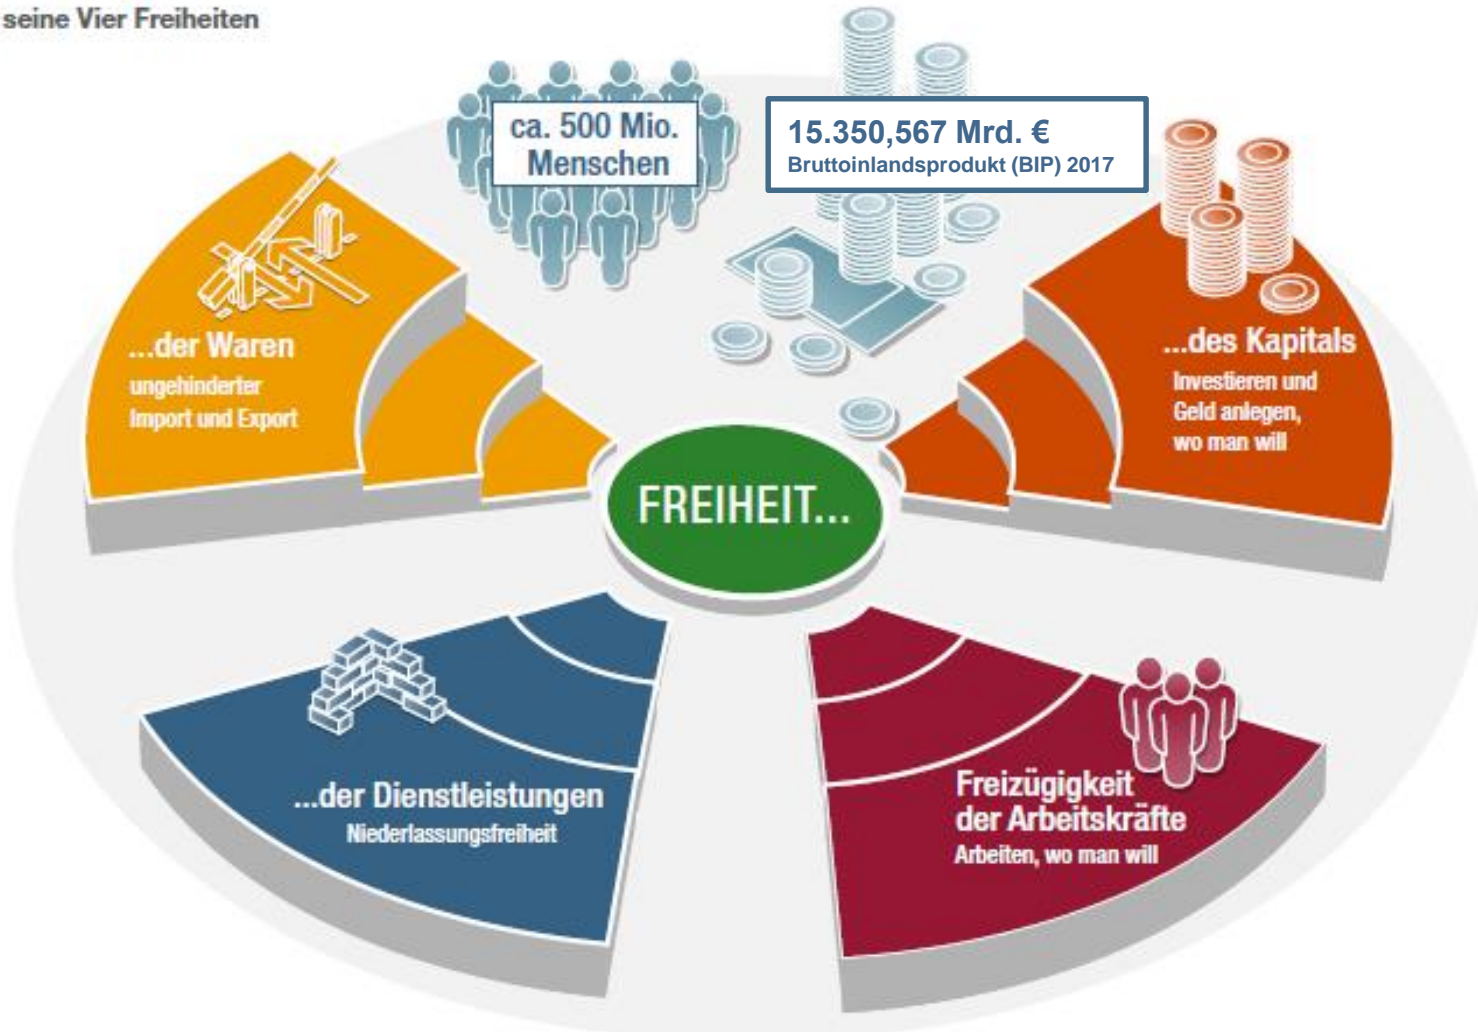 seine Vier Freiheiten
ca. 500 Mio.
Menschen
15.350,567 Mrd. €
Bruttoinlandsprodukt (BIP) 2017
...der Waren
ungehinderter
Import und Export
...des Kapitals
Investieren und
Geld anlegen,
wo man will
FREIHEIT...
...der Dienstleistungen
Niederlassungsfreiheit
Freizügigkeit
der Arbeitskräfte
Arbeiten, wo man will